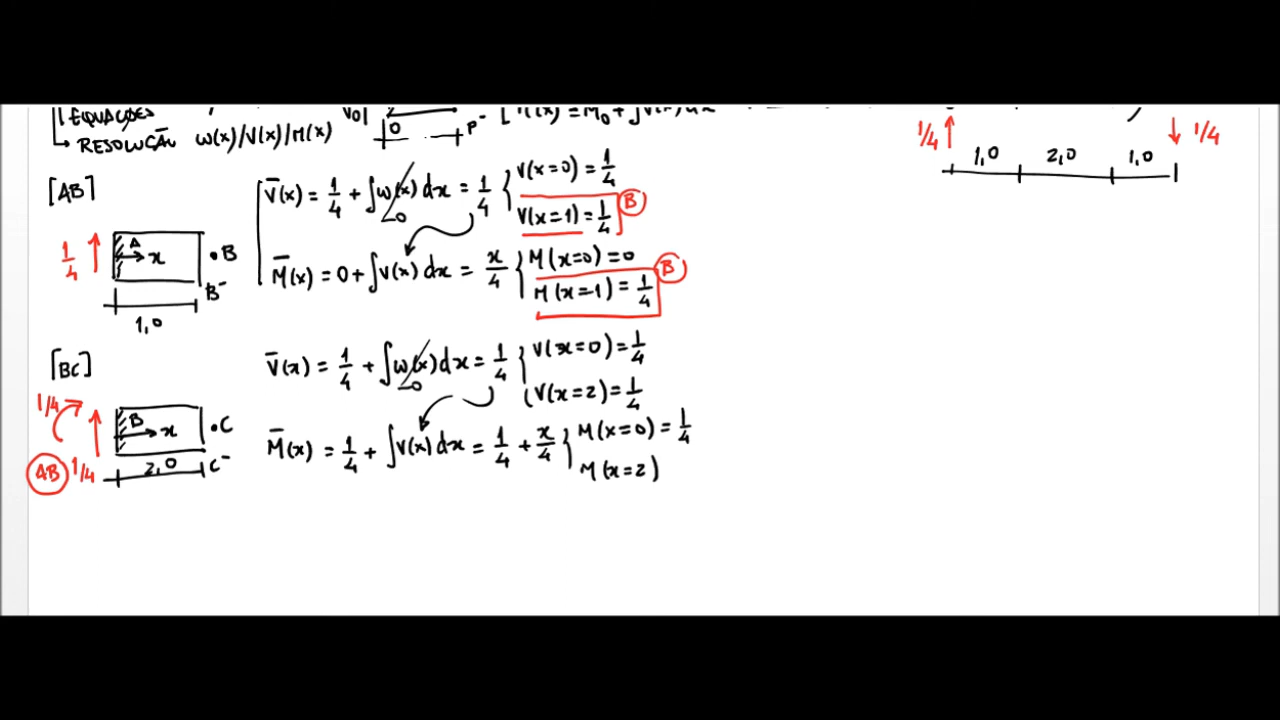 EQUAÇÕES
RESOLUÇÃO w(x)/V(x)/M(x)
0 P⁻
1/4 1,0 2,0 1,0 1/4
[AB]
V̄(x) = 1/4 + ∫w(x)dx = 1/4 { V(x=0) = 1/4
→0 V(x=1) = 1/4 B
1/4 A x • B
B⁻
1,0
M̄(x) = 0 + ∫V(x)dx = x/4 { M(x=0) = 0
M(x=1) = 1/4 B
[BC]
V̄(x) = 1/4 + ∫w(x)dx = 1/4 { V(x=0) = 1/4
→0 V(x=2) = 1/4
1/4 B x • C
AB 1/4 2,0 C⁻
M̄(x) = 1/4 + ∫V(x)dx = 1/4 + x/4 { M(x=0) = 1/4
M(x=2)